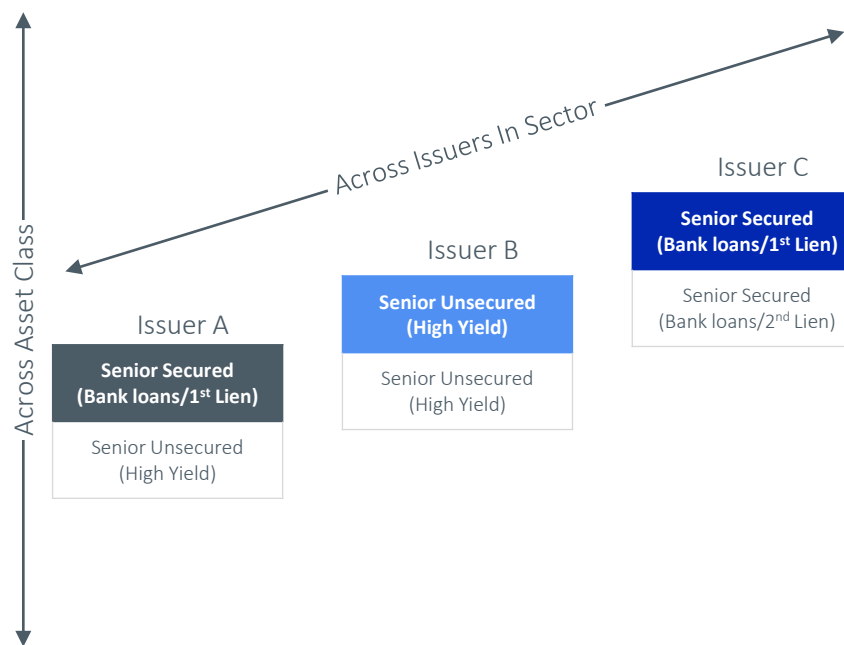 Across Asset Class
Across Issuers In Sector
Issuer A
Senior Secured
(Bank loans/1st Lien)
Senior Unsecured
(High Yield)
Issuer B
Senior Unsecured
(High Yield)
Senior Unsecured
(High Yield)
Issuer C
Senior Secured
(Bank loans/1st Lien)
Senior Secured
(Bank loans/2nd Lien)